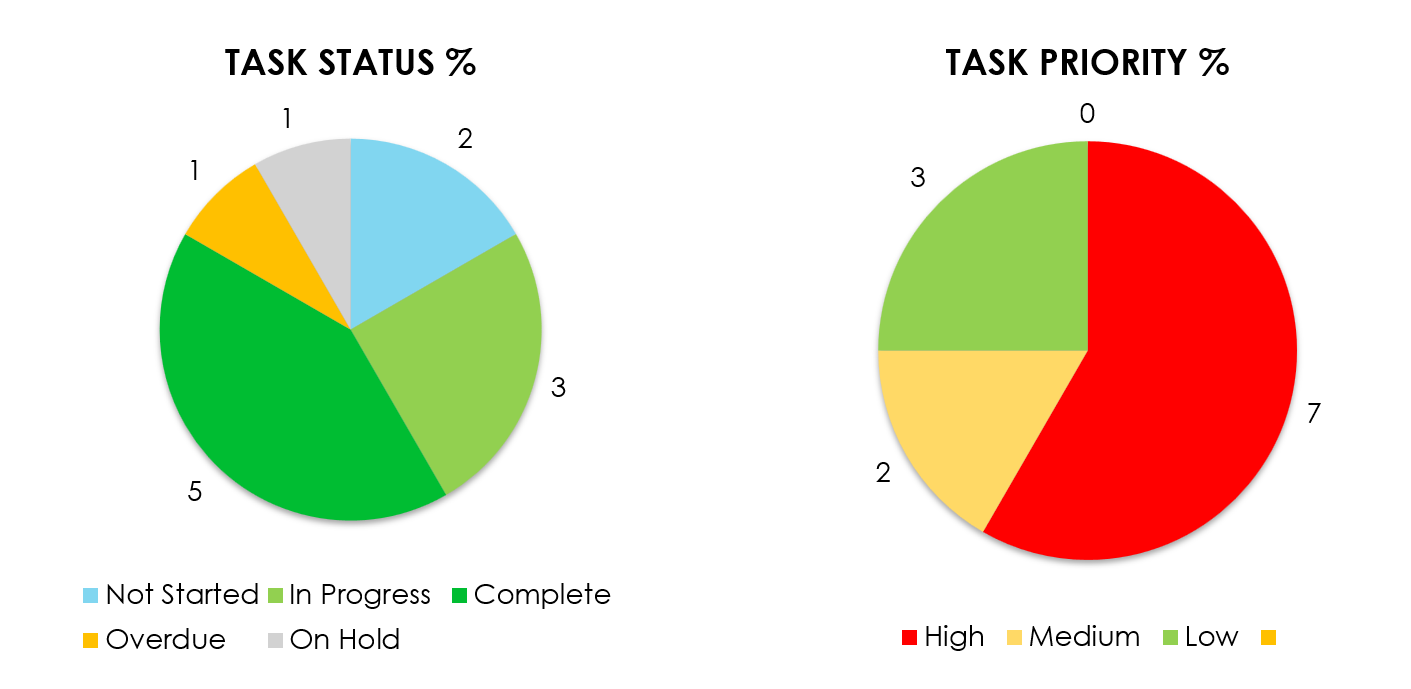 TASK STATUS %
1
2
1
3
5
Not Started In Progress Complete
Overdue On Hold
TASK PRIORITY %
0
3
7
2
High Medium Low